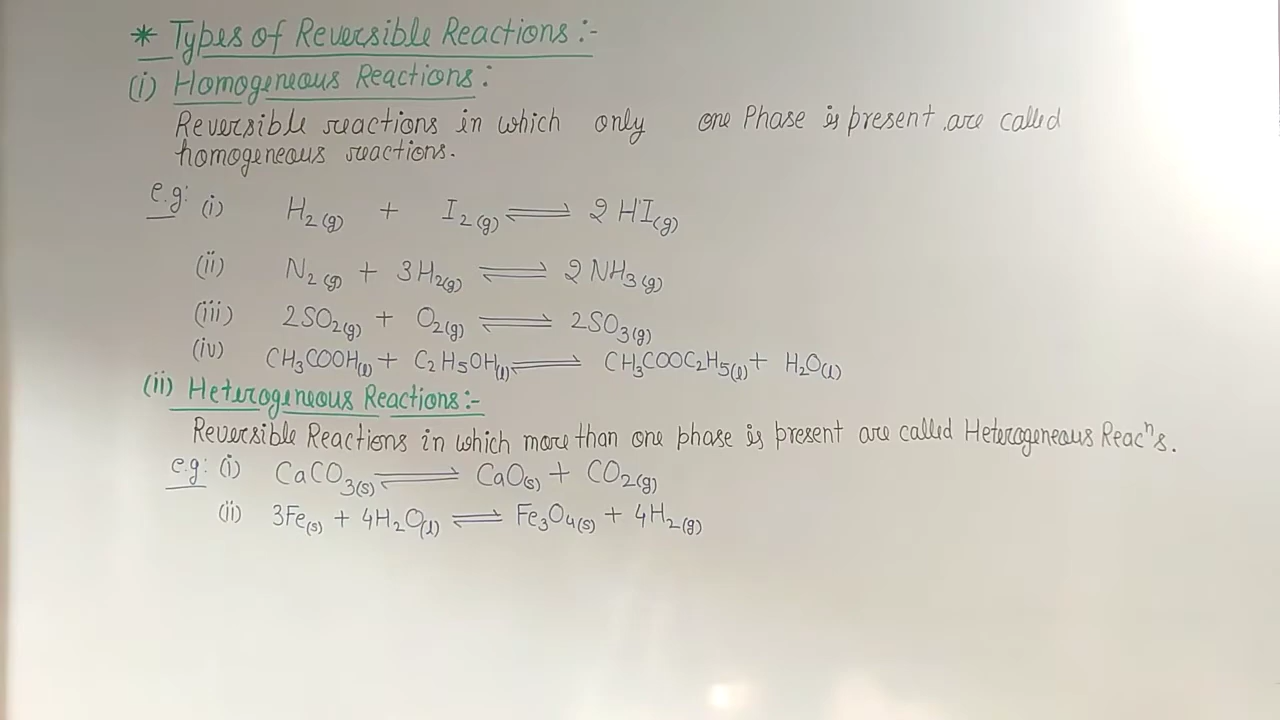 * Types of Reversible Reactions :-
(i) Homogeneous Reactions :
Reversible reactions in which only one Phase is present are called
homogeneous reactions.
e.g: (i) H₂(g) + I₂(g) ⇌ 2HI(g)
(ii) N₂(g) + 3H₂(g) ⇌ 2NH₃(g)
(iii) 2SO₂(g) + O₂(g) ⇌ 2SO₃(g)
(iv) CH₃COOH(l) + C₂H₅OH(l) ⇌ CH₃COOC₂H₅(l) + H₂O(l)
(ii) Heterogeneous Reactions :-
Reversible Reactions in which more than one phase is present are called Heterogeneous Reacⁿs.
e.g: (i) CaCO₃(s) ⇌ CaO(s) + CO₂(g)
(ii) 3Fe(s) + 4H₂O(l) ⇌ Fe₃O₄(s) + 4H₂(g)